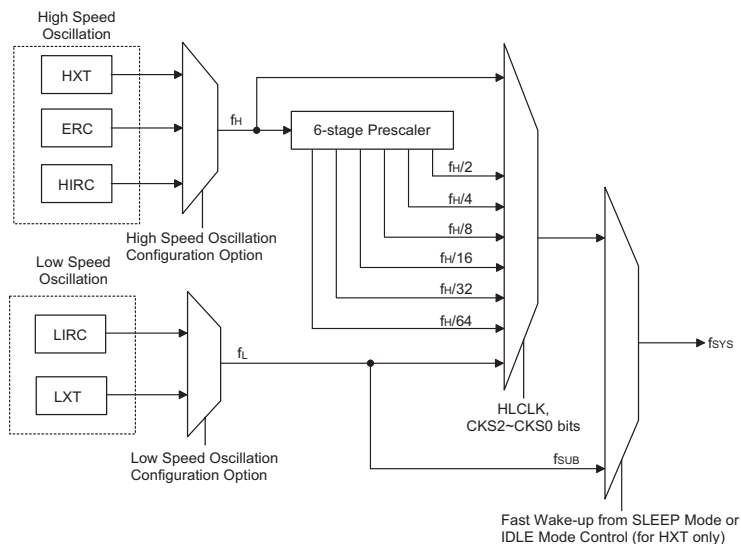 High Speed
Oscillation
HXT
ERC
HIRC
High Speed Oscillation
Configuration Option
fH
6-stage Prescaler
fH/2
fH/4
fH/8
fH/16
fH/32
fH/64
Low Speed
Oscillation
LIRC
LXT
Low Speed Oscillation
Configuration Option
fL
HLCLK,
CKS2~CKS0 bits
fSUB
fSYS
Fast Wake-up from SLEEP Mode or
IDLE Mode Control (for HXT only)